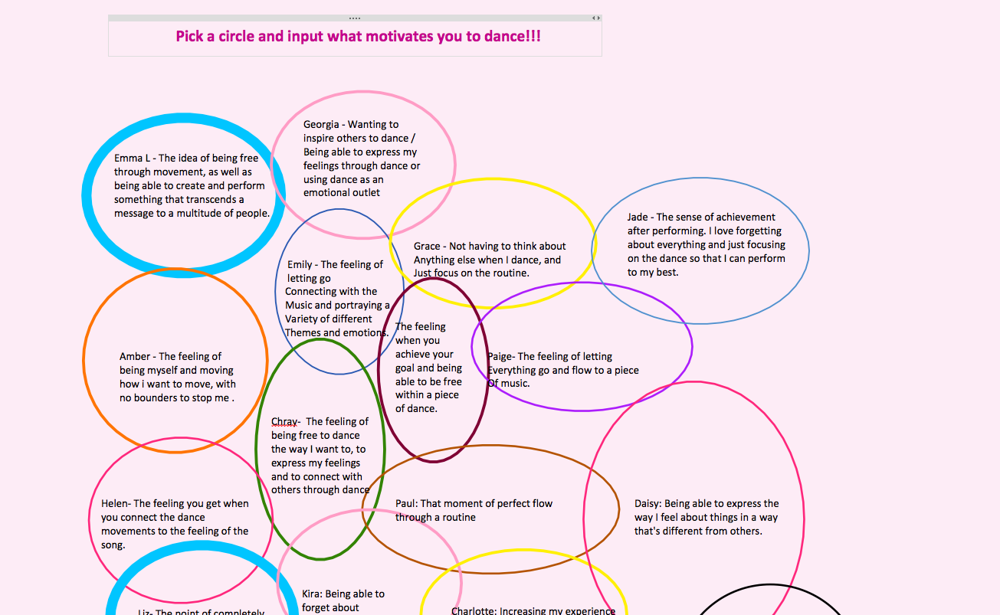 Pick a circle and input what motivates you to dance!!!
Georgia - Wanting to
inspire others to dance /
Being able to express my
feelings through dance or
using dance as an
emotional outlet
Emma L - The idea of being free
through movement, as well as
being able to create and perform
something that transcends a
message to a multitude of people.
Jade - The sense of achievement
after performing. I love forgetting
about everything and just focusing
on the dance so that I can perform
to my best.
Grace - Not having to think about
Anything else when I dance, and
Just focus on the routine.
Emily - The feeling of
letting go
Connecting with the
Music and portraying a
Variety of different
Themes and emotions.
The feeling
when you
achieve your
goal and being
able to be free
within a piece
of dance.
Paige- The feeling of letting
Everything go and flow to a piece
Of music.
Amber - The feeling of
being myself and moving
how i want to move, with
no bounders to stop me .
Chray-  The feeling of
being free to dance
the way I want to, to
express my feelings
and to connect with
others through dance
Helen- The feeling you get when
you connect the dance
movements to the feeling of the
song.
Paul: That moment of perfect flow
through a routine
Daisy: Being able to express the
way I feel about things in a way
that's different from others.
Kira: Being able to
forget about
Liz- The point of completely
Charlotte: Increasing my experience